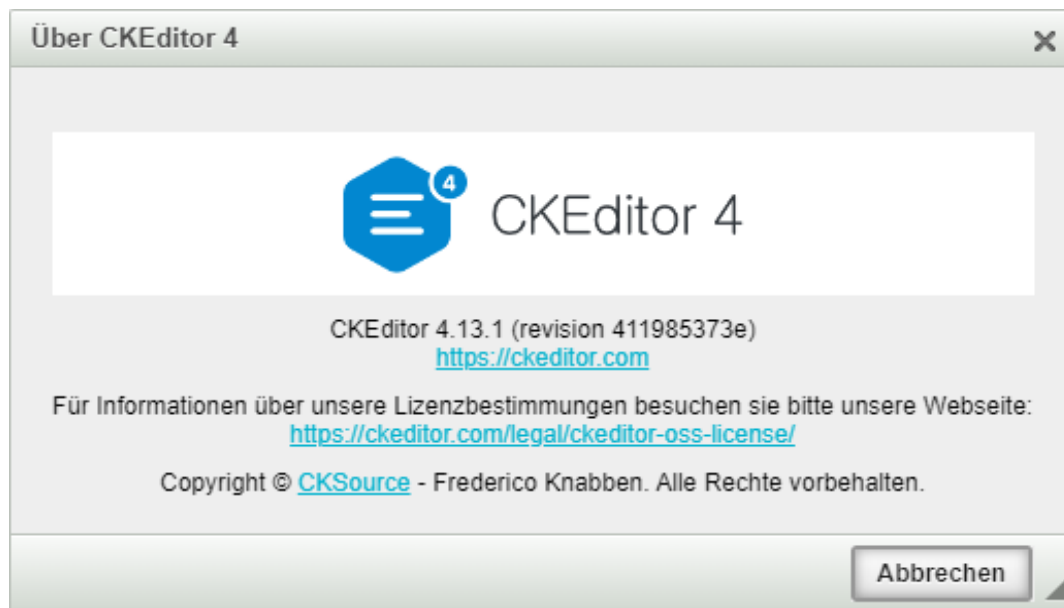 Über CKEditor 4
4
CKEditor 4
CKEditor 4.13.1 (revision 411985373e)
https://ckeditor.com
Für Informationen über unsere Lizenzbestimmungen besuchen sie bitte unsere Webseite:
https://ckeditor.com/legal/ckeditor-oss-license/
Copyright © CKSource - Frederico Knabben. Alle Rechte vorbehalten.
Abbrechen